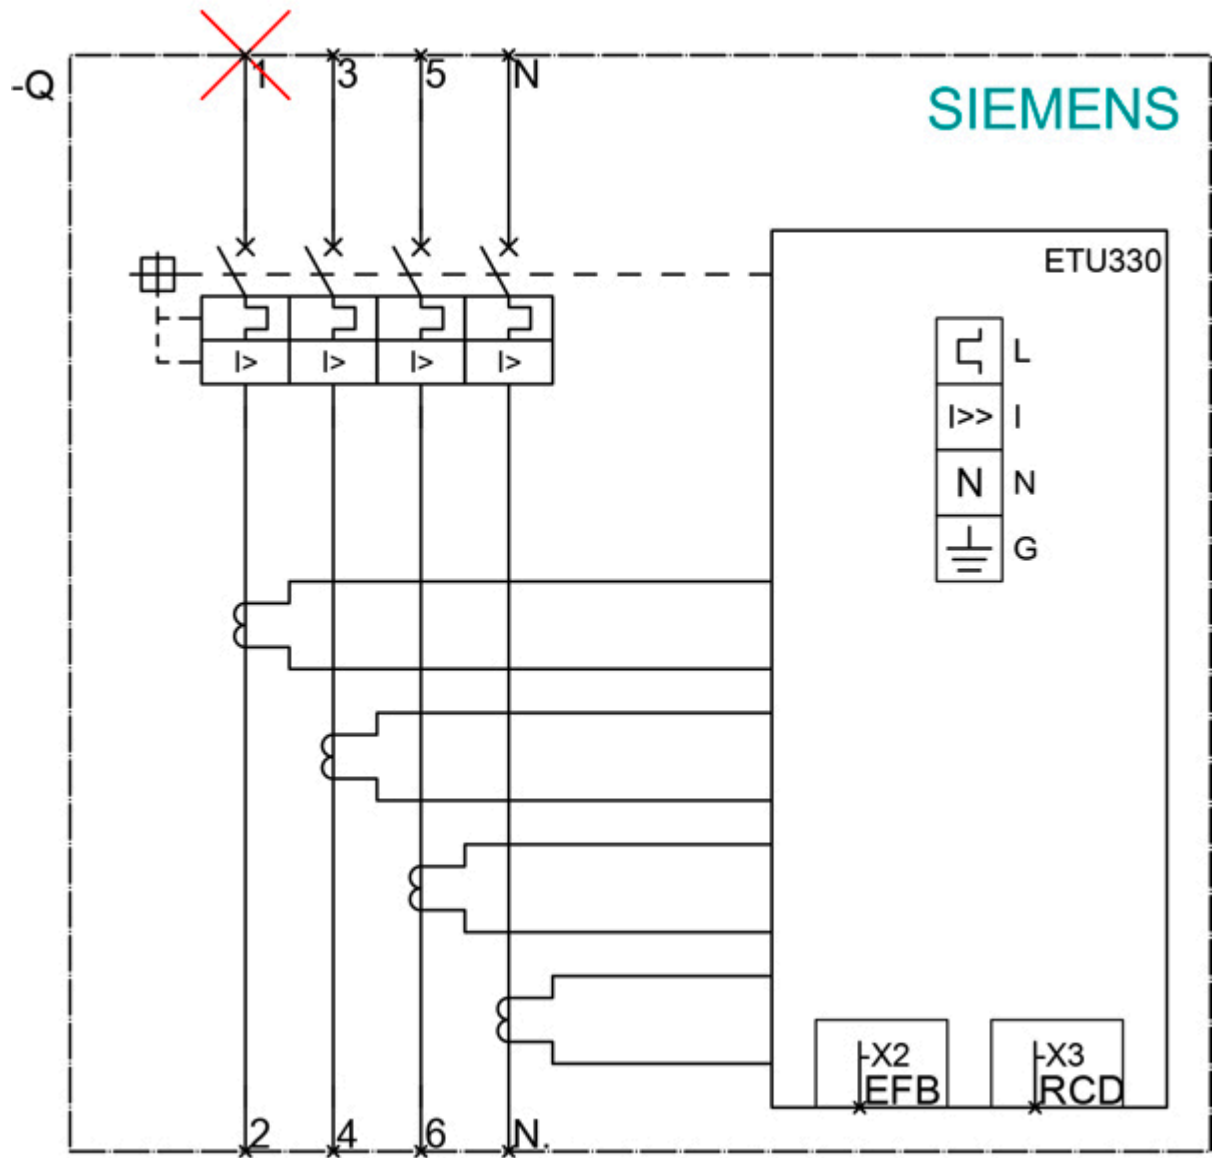 1 3 5 N
-Q
SIEMENS
ETU330
L
I> I> I> I>
I>> I
N N
G
-X2 -X3
EFB RCD
2 4 6 N.